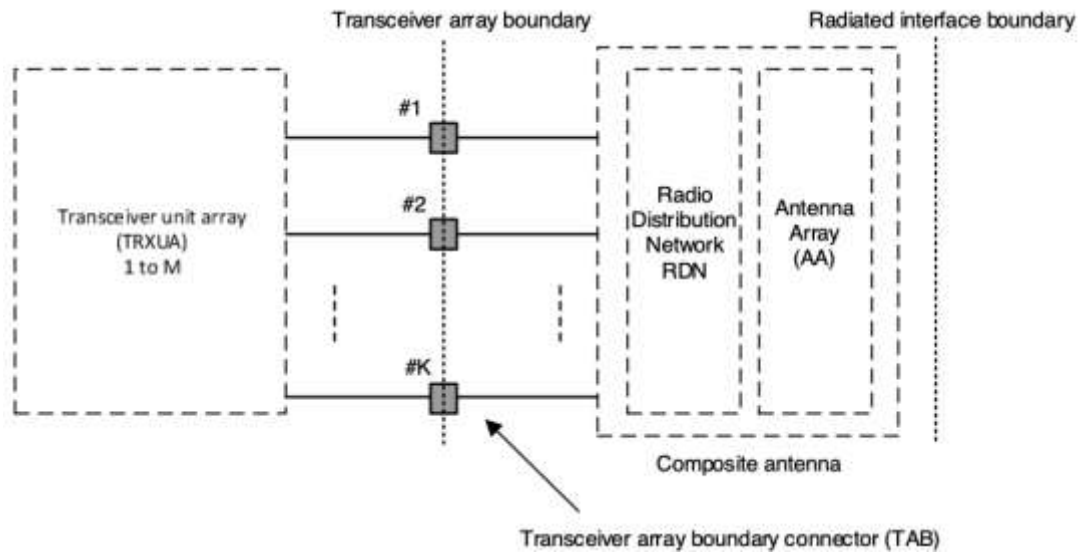 Transceiver array boundary
Radiated interface boundary
#1
#2
#K
Transceiver unit array
(TRXUA)
1 to M
Radio
Distribution
Network
RDN
Antenna
Array
(AA)
Composite antenna
Transceiver array boundary connector (TAB)